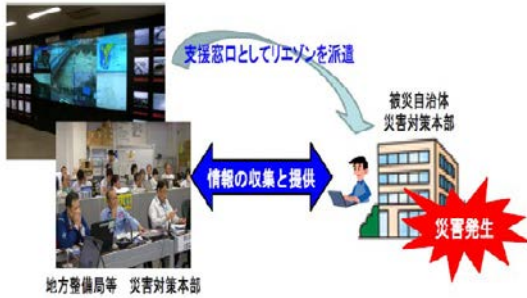 支援窓口としてリエゾンを派遣
被災自治体
災害対策本部
情報の収集と提供
災害発生
地方整備局等 災害対策本部